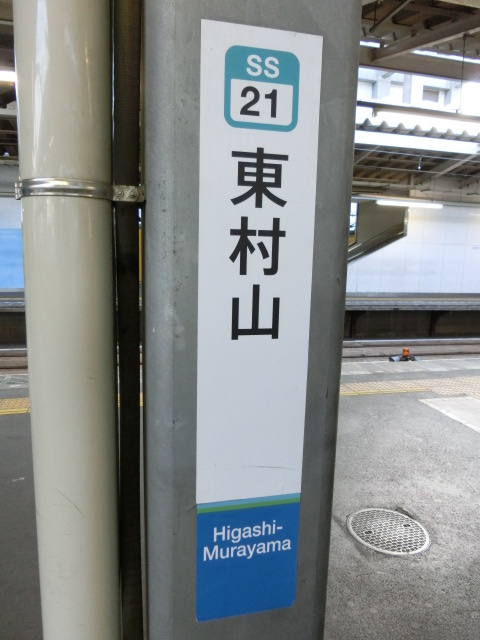 SS
21
東村山
Higashi-
Murayama